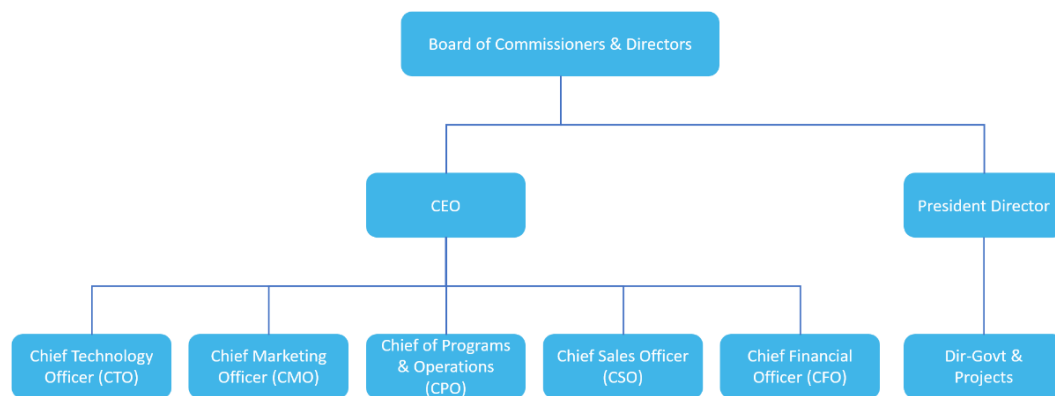 Board of Commissioners & Directors
CEO
President Director
Chief Technology
Officer (CTO)
Chief Marketing
Officer (CMO)
Chief of Programs
& Operations
(CPO)
Chief Sales Officer
(CSO)
Chief Financial
Officer (CFO)
Dir-Govt &
Projects